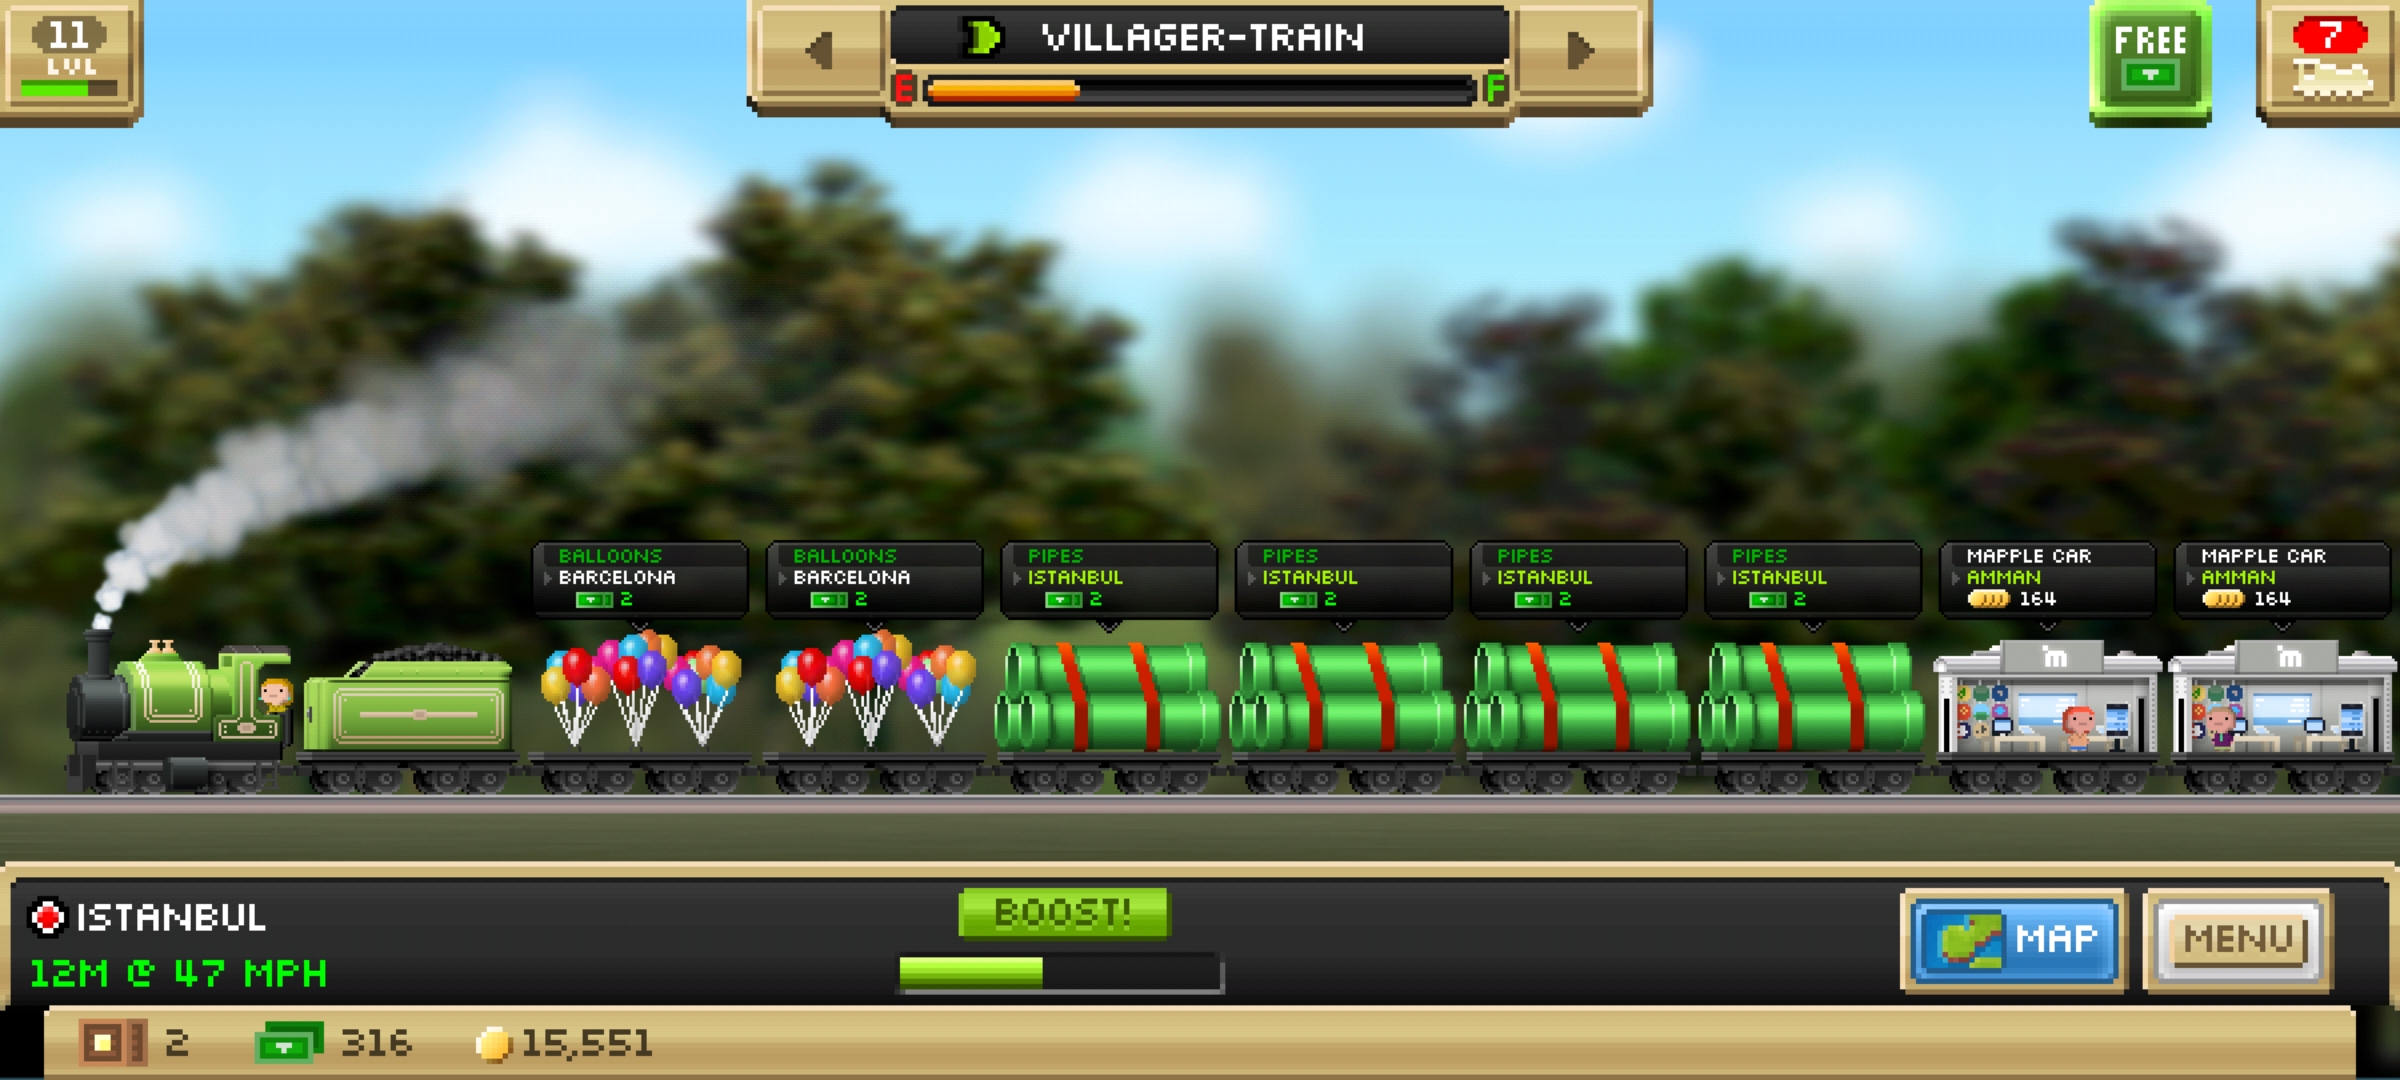 11
LVL
VILLAGER-TRAIN
E F
FREE
7
BALLOONS
BARCELONA
2
BALLOONS
BARCELONA
2
PIPES
ISTANBUL
2
PIPES
ISTANBUL
2
PIPES
ISTANBUL
2
PIPES
ISTANBUL
2
MAPPLE CAR
AMMAN
164
MAPPLE CAR
AMMAN
164
m
m
ISTANBUL
12M @ 47 MPH
BOOST!
MAP
MENU
2
316
15,551